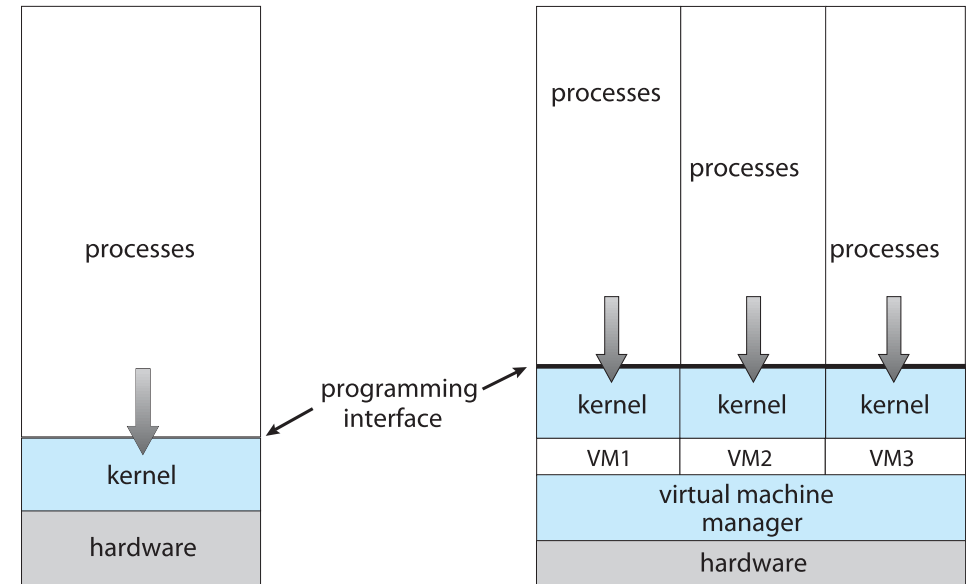 processes
kernel
hardware
programming
interface
processes
processes
processes
kernel
kernel
kernel
VM1
VM2
VM3
virtual machine
manager
hardware